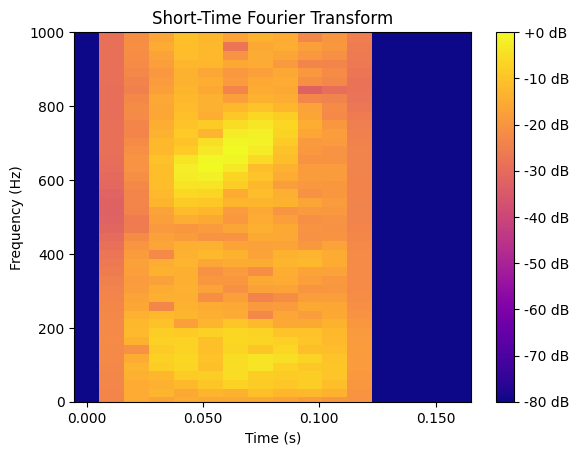 Short-Time Fourier Transform
1000
800
600
400
200
0
Frequency (Hz)
0.000
0.050
0.100
0.150
Time (s)
+0 dB
-10 dB
-20 dB
-30 dB
-40 dB
-50 dB
-60 dB
-70 dB
-80 dB